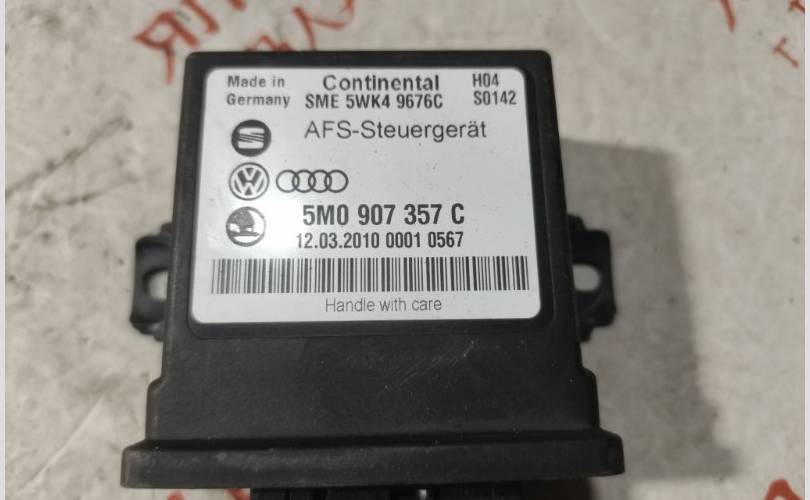 Made in Continental H04
Germany SME 5WK4 9676C S0142
AFS-Steuergerät
5M0 907 357 C
12.03.2010 0001 0567
Handle with care